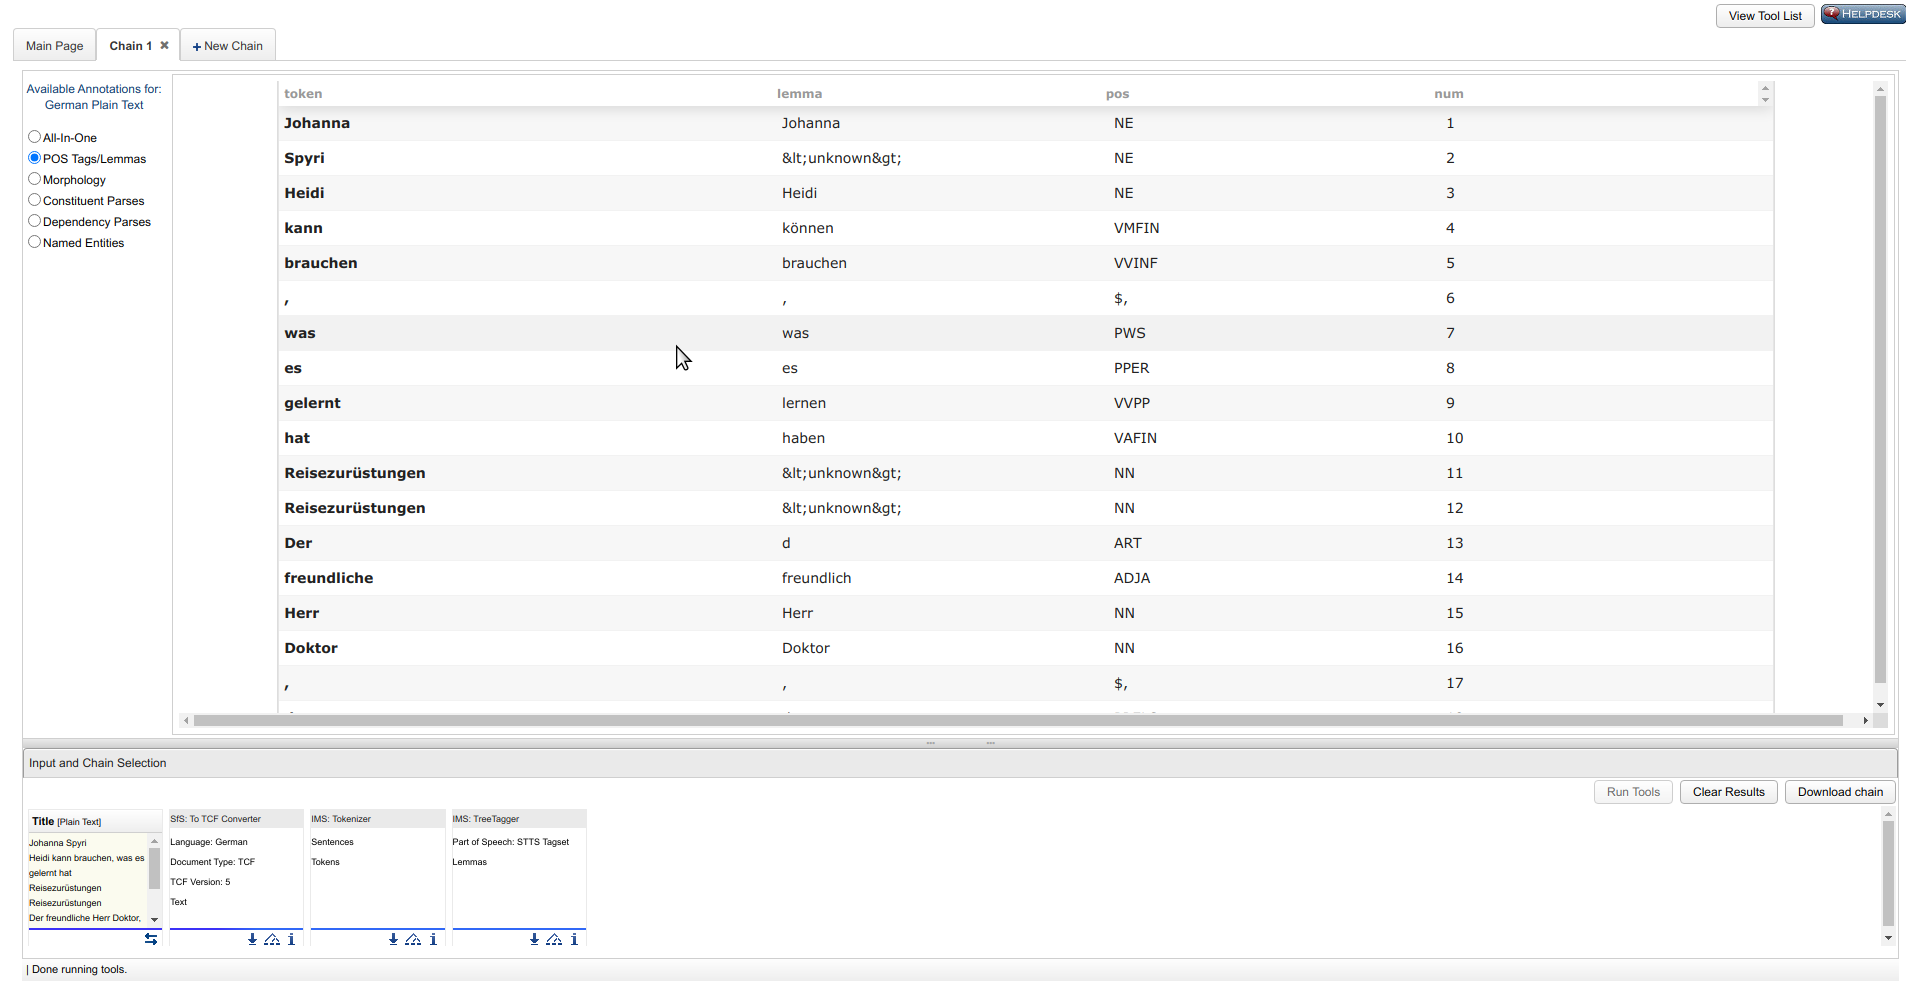 View Tool List
HELPDESK
Main Page
Chain 1 ✖
+ New Chain
Available Annotations for:
German Plain Text
All-In-One
POS Tags/Lemmas
Morphology
Constituent Parses
Dependency Parses
Named Entities
token lemma pos num
Johanna Johanna NE 1
Spyri &lt;unknown&gt; NE 2
Heidi Heidi NE 3
kann können VMFIN 4
brauchen brauchen VVINF 5
, , $, 6
was was PWS 7
es es PPER 8
gelernt lernen VVPP 9
hat haben VAFIN 10
Reisezurüstungen &lt;unknown&gt; NN 11
Reisezurüstungen &lt;unknown&gt; NN 12
Der d ART 13
freundliche freundlich ADJA 14
Herr Herr NN 15
Doktor Doktor NN 16
, , $, 17
Input and Chain Selection
Run Tools
Clear Results
Download chain
Title [Plain Text]
Johanna Spyri
Heidi kann brauchen, was es
gelernt hat
Reisezurüstungen
Reisezurüstungen
Der freundliche Herr Doktor,
SfS: To TCF Converter
Language: German
Document Type: TCF
TCF Version: 5
Text
IMS: Tokenizer
Sentences
Tokens
IMS: TreeTagger
Part of Speech: STTS Tagset
Lemmas
| Done running tools.